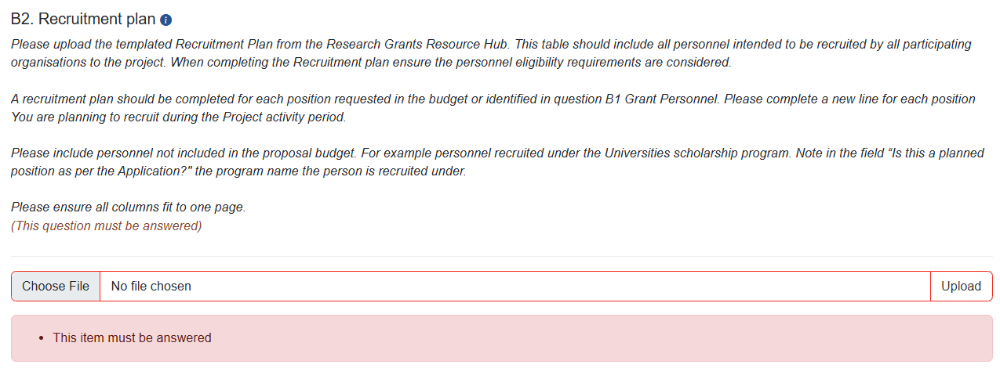 B2. Recruitment plan i
Please upload the templated Recruitment Plan from the Research Grants Resource Hub. This table should include all personnel intended to be recruited by all participating
organisations to the project. When completing the Recruitment plan ensure the personnel eligibility requirements are considered.
A recruitment plan should be completed for each position requested in the budget or identified in question B1 Grant Personnel. Please complete a new line for each position
You are planning to recruit during the Project activity period.
Please include personnel not included in the proposal budget. For example personnel recruited under the Universities scholarship program. Note in the field “Is this a planned
position as per the Application?" the program name the person is recruited under.
Please ensure all columns fit to one page.
(This question must be answered)
Choose File No file chosen Upload
• This item must be answered